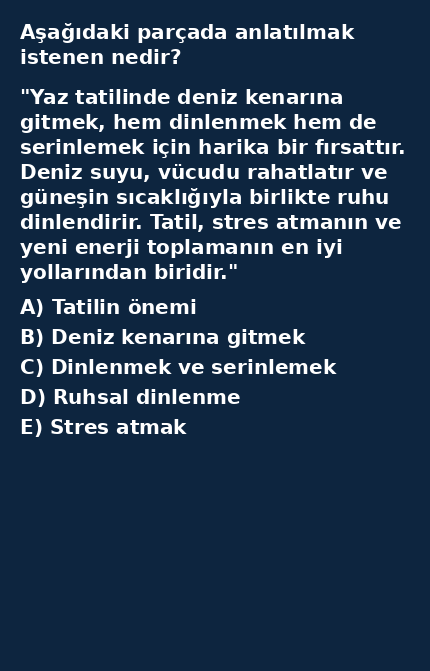 Aşağıdaki parçada anlatılmak
istenen nedir?
"Yaz tatilinde deniz kenarına
gitmek, hem dinlenmek hem de
serinlemek için harika bir fırsattır.
Deniz suyu, vücudu rahatlatır ve
güneşin sıcaklığıyla birlikte ruhu
dinlendirir. Tatil, stres atmanın ve
yeni enerji toplamanın en iyi
yollarından biridir."
A) Tatilin önemi
B) Deniz kenarına gitmek
C) Dinlenmek ve serinlemek
D) Ruhsal dinlenme
E) Stres atmak